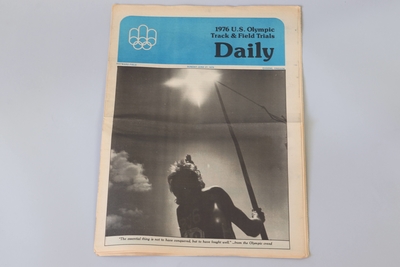 1976 U.S. Olympic
Track & Field Trials
Daily
"The essential thing is not to have conquered, but to have fought well."...from the Olympic creed